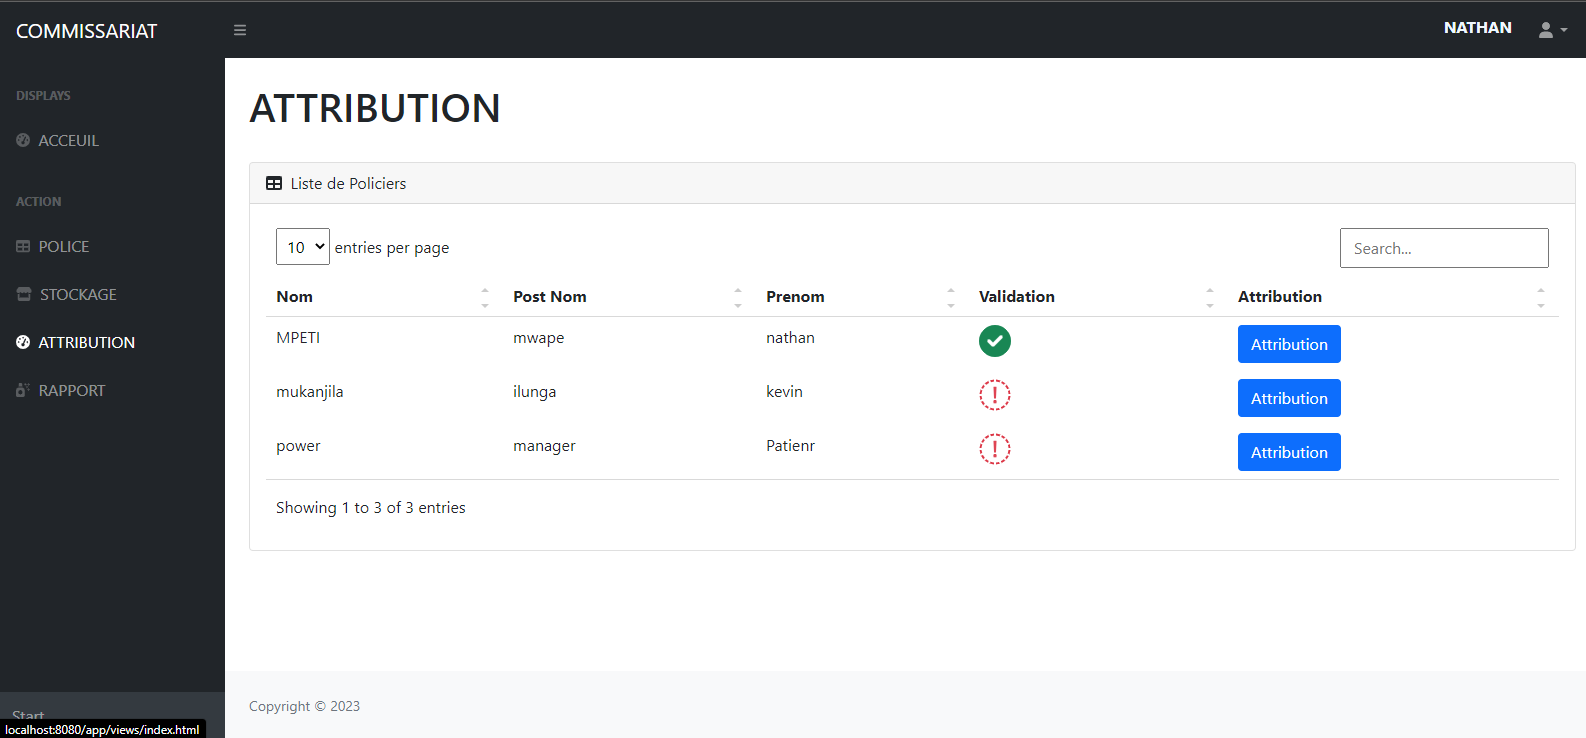 COMMISSARIAT
NATHAN
DISPLAYS
ACCEUIL
ACTION
POLICE
STOCKAGE
ATTRIBUTION
RAPPORT
Start
localhost:8080/app/views/index.html
ATTRIBUTION
Liste de Policiers
10 entries per page
Search...
Nom Post Nom Prenom Validation Attribution
MPETI mwape nathan Attribution
mukanjila ilunga kevin Attribution
power manager Patienr Attribution
Showing 1 to 3 of 3 entries
Copyright © 2023